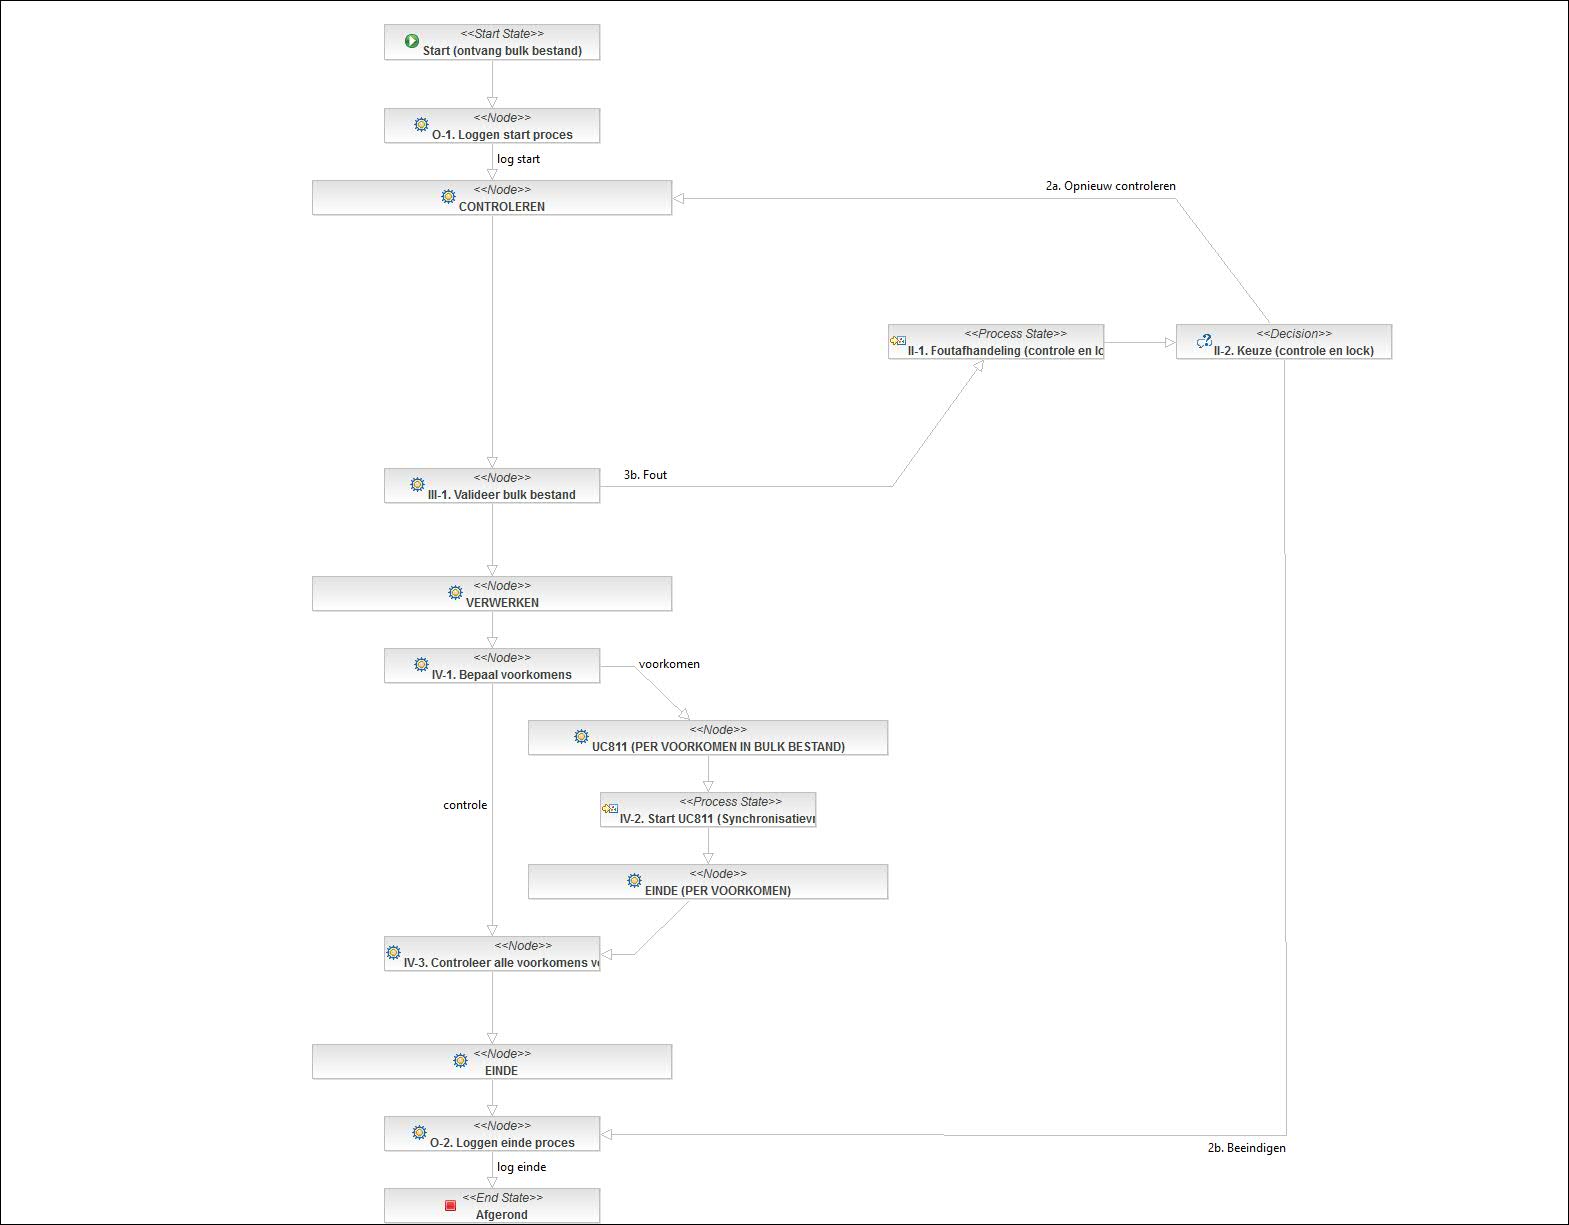 <<Start State>>
Start (ontvang bulk bestand)
<<Node>>
O-1. Loggen start proces
log start
<<Node>>
CONTROLEREN
2a. Opnieuw controleren
<<Process State>>
II-1. Foutafhandeling (controle en lo
<<Decision>>
II-2. Keuze (controle en lock)
<<Node>>
III-1. Valideer bulk bestand
3b. Fout
<<Node>>
VERWERKEN
<<Node>>
IV-1. Bepaal voorkomens
voorkomen
<<Node>>
UC811 (PER VOORKOMEN IN BULK BESTAND)
controle
<<Process State>>
IV-2. Start UC811 (Synchronisatievr
<<Node>>
EINDE (PER VOORKOMEN)
<<Node>>
IV-3. Controleer alle voorkomens ve
<<Node>>
EINDE
<<Node>>
O-2. Loggen einde proces
2b. Beeindigen
log einde
<<End State>>
Afgerond